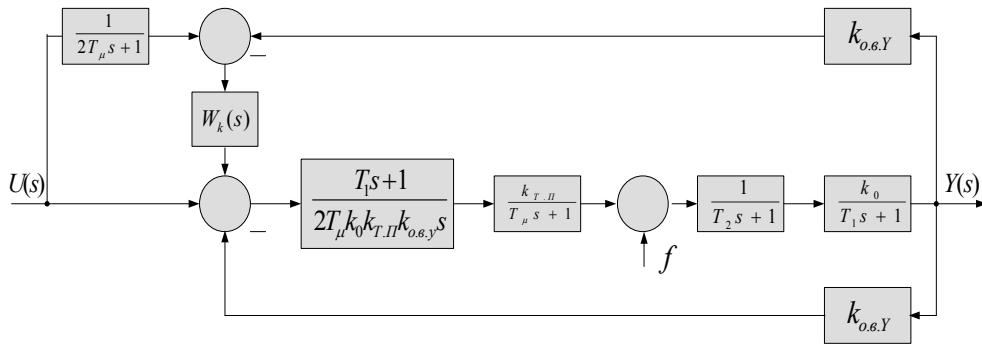 1
2T_μ s + 1
k_{о.в.Y}
W_k(s)
U(s)
T_1 s + 1
2T_μ k_0 k_{Т.П} k_{о.в.y} s
k_{Т.П}
T_μ s + 1
1
T_2 s + 1
k_0
T_1 s + 1
Y(s)
f
k_{о.в.Y}